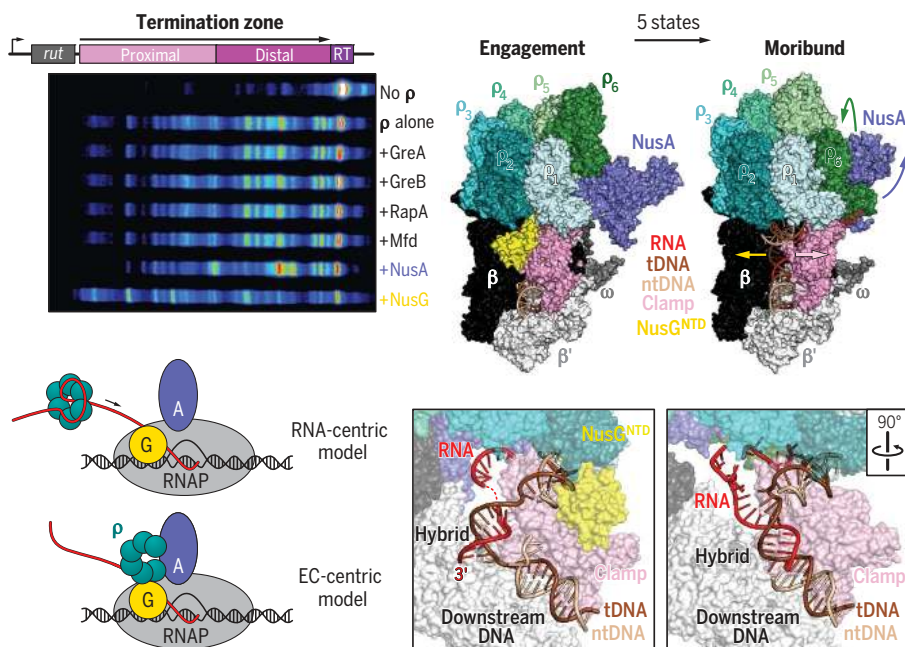 Termination zone
rut Proximal Distal RT
No ρ
ρ alone
+GreA
+GreB
+RapA
+Mfd
+NusA
+NusG
5 states
Engagement
Moribund
ρ3 ρ4 ρ5 ρ6
NusA
ρ2 ρ1
β
ω
β'
RNA
tDNA
ntDNA
Clamp
NusGNTD
ρ3 ρ4 ρ5
NusA
ρ2 ρ1 ρ6
β
ω
β'
A
G
RNAP
RNA-centric
model
ρ
A
G
RNAP
EC-centric
model
NusGNTD
RNA
Hybrid
3'
Clamp
Downstream
DNA
tDNA
ntDNA
90°
RNA
Hybrid
Clamp
Downstream
DNA
tDNA
ntDNA